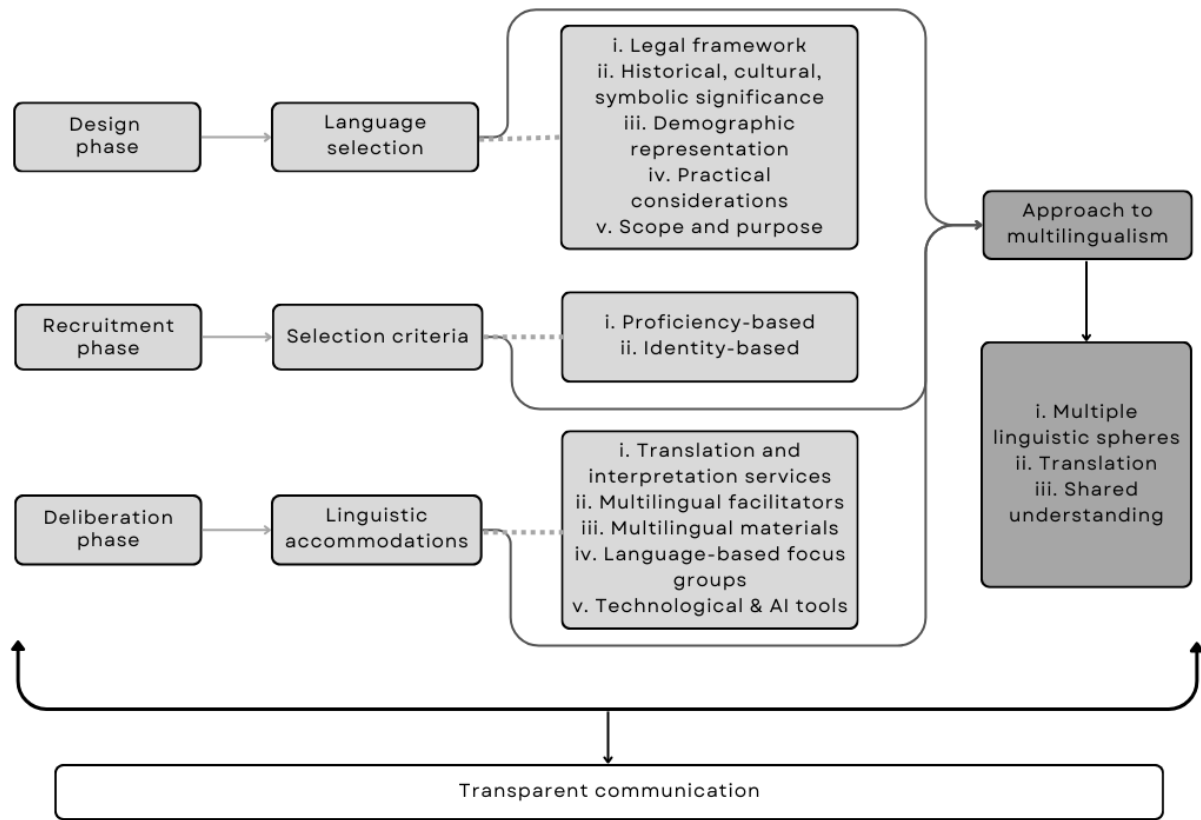 Design
phase
Language
selection
i. Legal framework
ii. Historical, cultural,
symbolic significance
iii. Demographic
representation
iv. Practical
considerations
v. Scope and purpose
Approach to
multilingualism
Recruitment
phase
Selection criteria
i. Proficiency-based
ii. Identity-based
i. Multiple
linguistic spheres
ii. Translation
iii. Shared
understanding
Deliberation
phase
Linguistic
accommodations
i. Translation and
interpretation services
ii. Multilingual facilitators
iii. Multilingual materials
iv. Language-based focus
groups
v. Technological & AI tools
Transparent communication